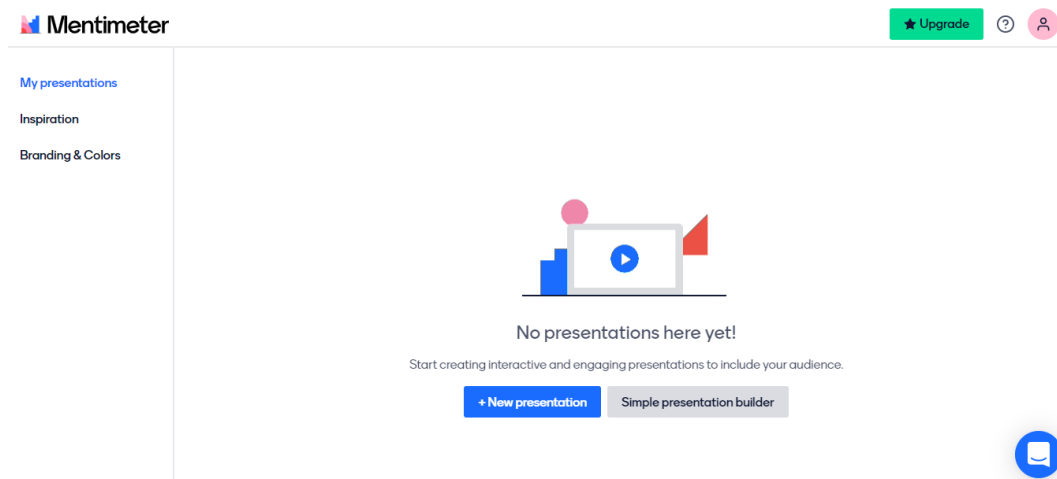 Mentimeter
★ Upgrade
My presentations
Inspiration
Branding & Colors
No presentations here yet!
Start creating interactive and engaging presentations to include your audience.
+ New presentation
Simple presentation builder